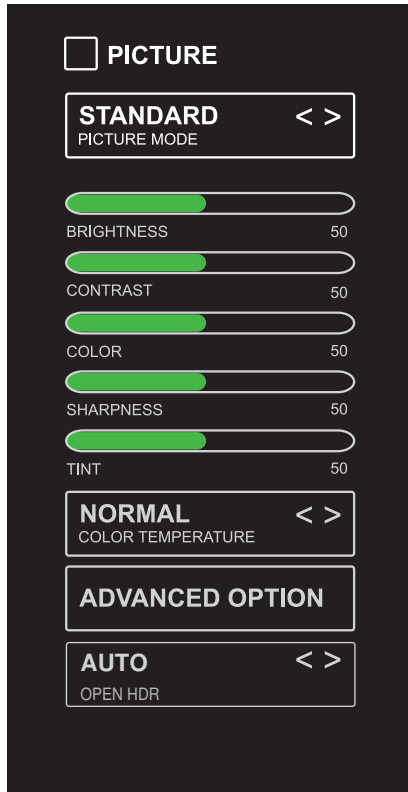 PICTURE
STANDARD < >
PICTURE MODE
BRIGHTNESS 50
CONTRAST 50
COLOR 50
SHARPNESS 50
TINT 50
NORMAL < >
COLOR TEMPERATURE
ADVANCED OPTION
AUTO < >
OPEN HDR